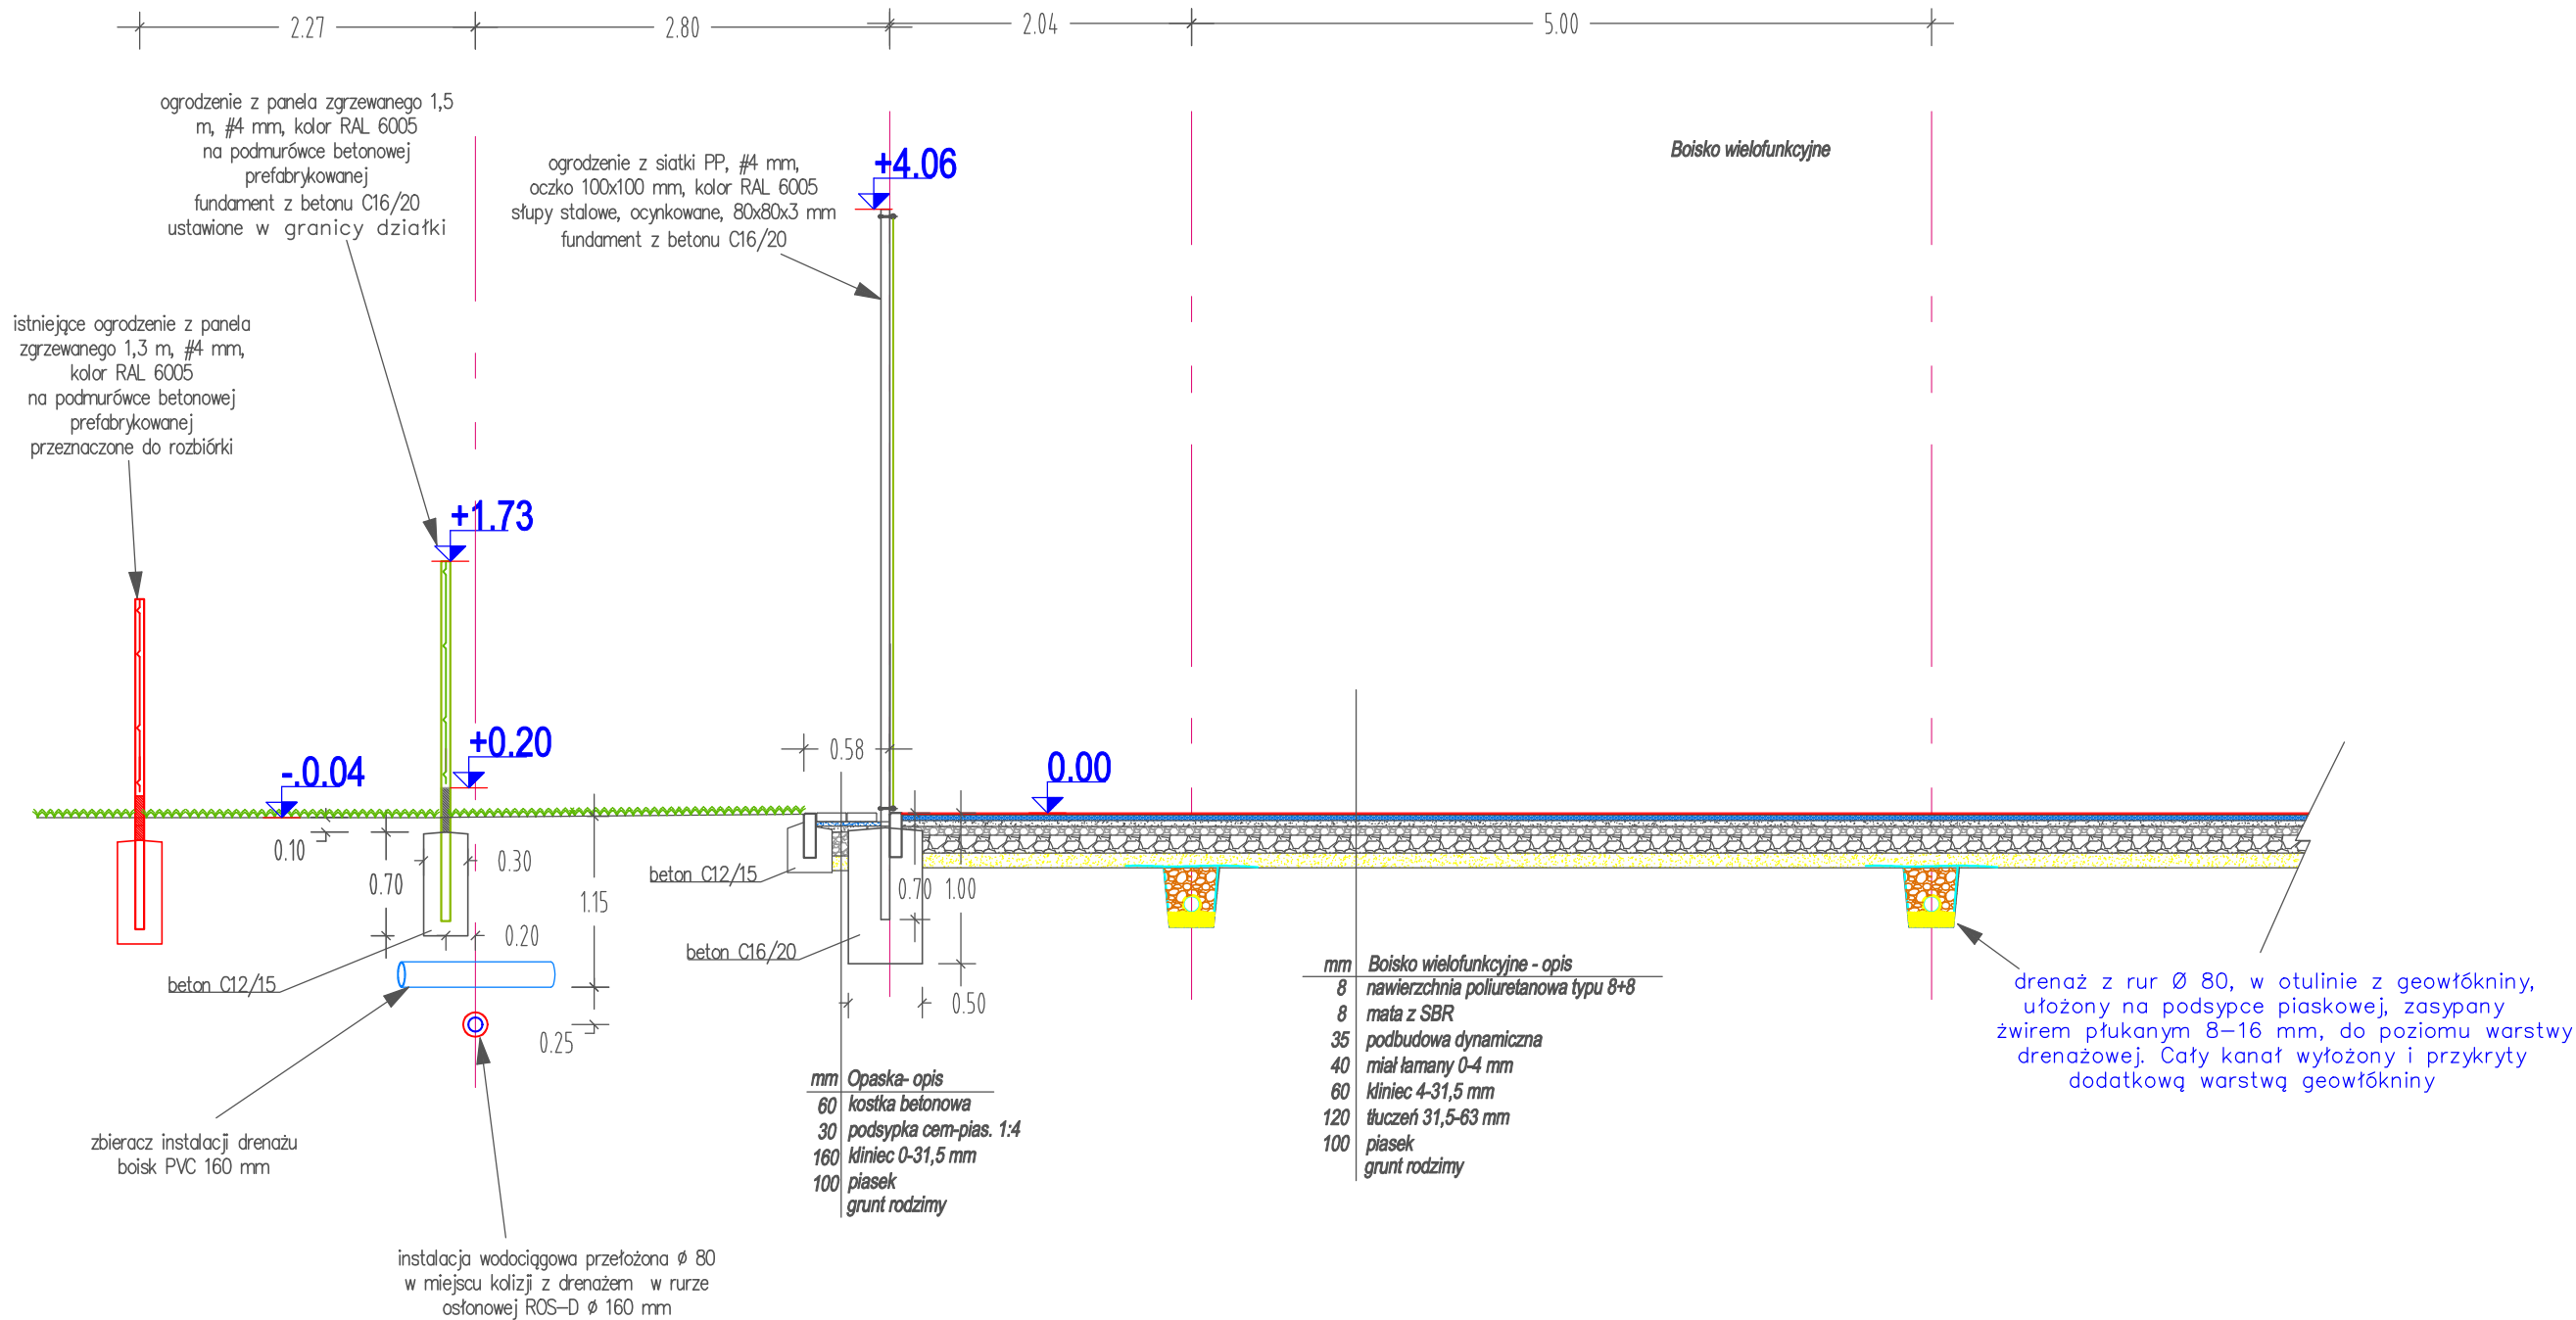 2.27
2.80
2.04
5.00
ogrodzenie z panela zgrzewanego 1,5
m, #4 mm, kolor RAL 6005
na podmurówce betonowej
prefabrykowanej
fundament z betonu C16/20
ustawione w granicy działki
ogrodzenie z siatki PP, #4 mm,
oczko 100x100 mm, kolor RAL 6005
słupy stalowe, ocynkowane, 80x80x3 mm
fundament z betonu C16/20
+4.06
Boisko wielofunkcyjne
istniejące ogrodzenie z panela
zgrzewanego 1,3 m, #4 mm,
kolor RAL 6005
na podmurówce betonowej
prefabrykowanej
przeznaczone do rozbiórki
+1.73
+0.20
-.0.04
0.58
0.00
0.10
0.30
0.70
1.15
0.20
0.25
beton C12/15
beton C12/15
beton C16/20
0.70
1.00
0.50
zbieracz instalacji drenażu
boisk PVC 160 mm
instalacja wodociągowa przełożona ø 80
w miejscu kolizji z drenażem w rurze
osłonowej ROS-D ø 160 mm
mm Opaska- opis
60 kostka betonowa
30 podsypka cem-pias. 1:4
160 kliniec 0-31,5 mm
100 piasek
grunt rodzimy
mm Boisko wielofunkcyjne - opis
8 nawierzchnia poliuretanowa typu 8+8
8 mata z SBR
35 podbudowa dynamiczna
40 miał łamany 0-4 mm
60 kliniec 4-31,5 mm
120 tłuczeń 31,5-63 mm
100 piasek
grunt rodzimy
drenaż z rur Ø 80, w otulinie z geowłókniny,
ułożony na podsypce piaskowej, zasypany
żwirem płukanym 8-16 mm, do poziomu warstwy
drenażowej. Cały kanał wyłożony i przykryty
dodatkową warstwą geowłókniny